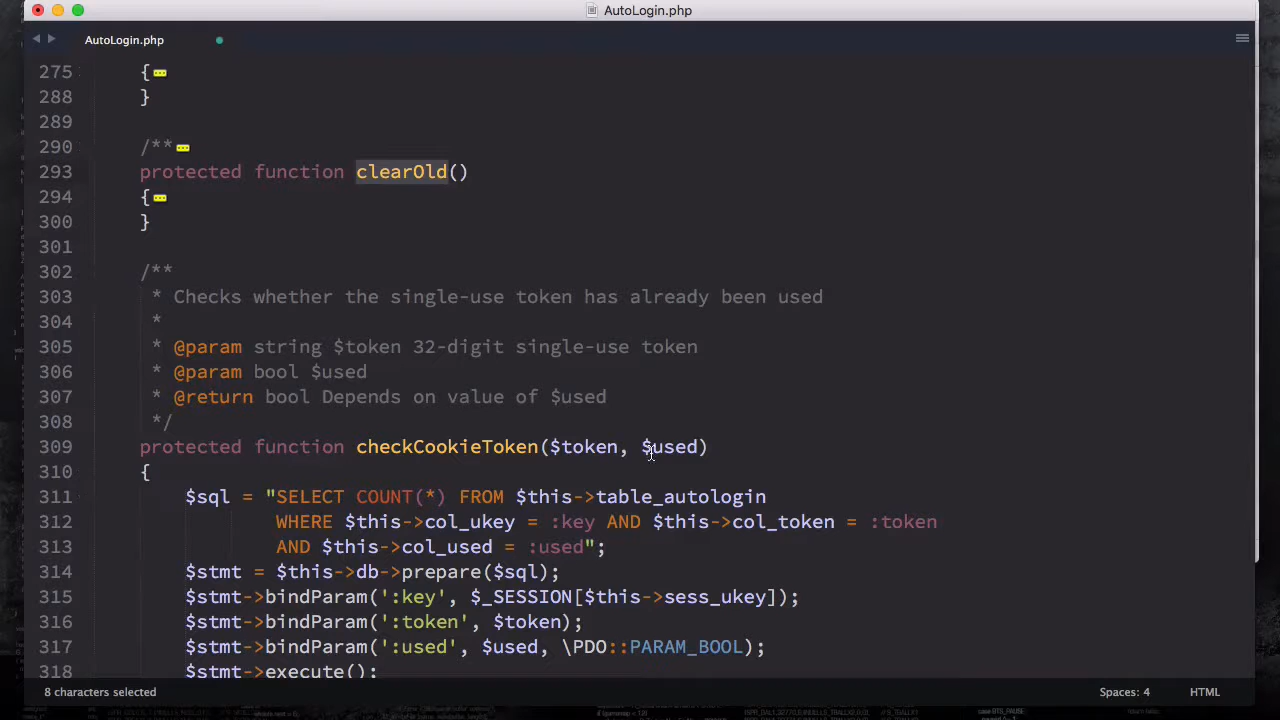 AutoLogin.php
AutoLogin.php
275 {
288 }
289
290 /**
293 protected function clearOld()
294 {
300 }
301
302 /**
303 * Checks whether the single-use token has already been used
304 *
305 * @param string $token 32-digit single-use token
306 * @param bool $used
307 * @return bool Depends on value of $used
308 */
309 protected function checkCookieToken($token, $used)
310 {
311 $sql = "SELECT COUNT(*) FROM $this->table_autologin
312 WHERE $this->col_ukey = :key AND $this->col_token = :token
313 AND $this->col_used = :used";
314 $stmt = $this->db->prepare($sql);
315 $stmt->bindParam(':key', $_SESSION[$this->sess_ukey]);
316 $stmt->bindParam(':token', $token);
317 $stmt->bindParam(':used', $used, \PDO::PARAM_BOOL);
318 $stmt->execute();
8 characters selected Spaces: 4 HTML